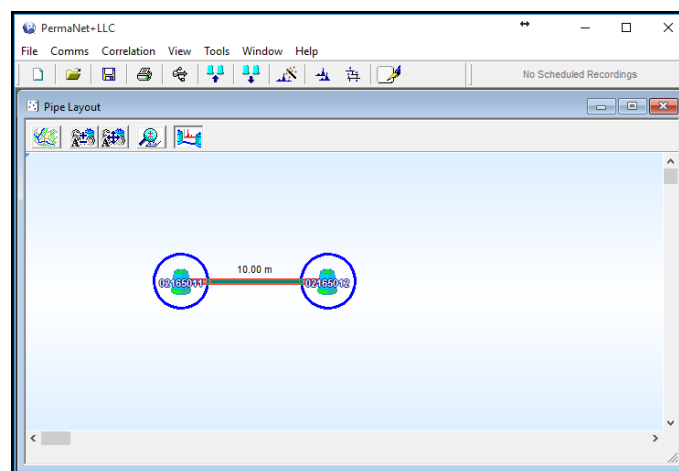 PermaNet+LLC
File Comms Correlation View Tools Window Help
No Scheduled Recordings
Pipe Layout
10.00 m
02165011 02165012